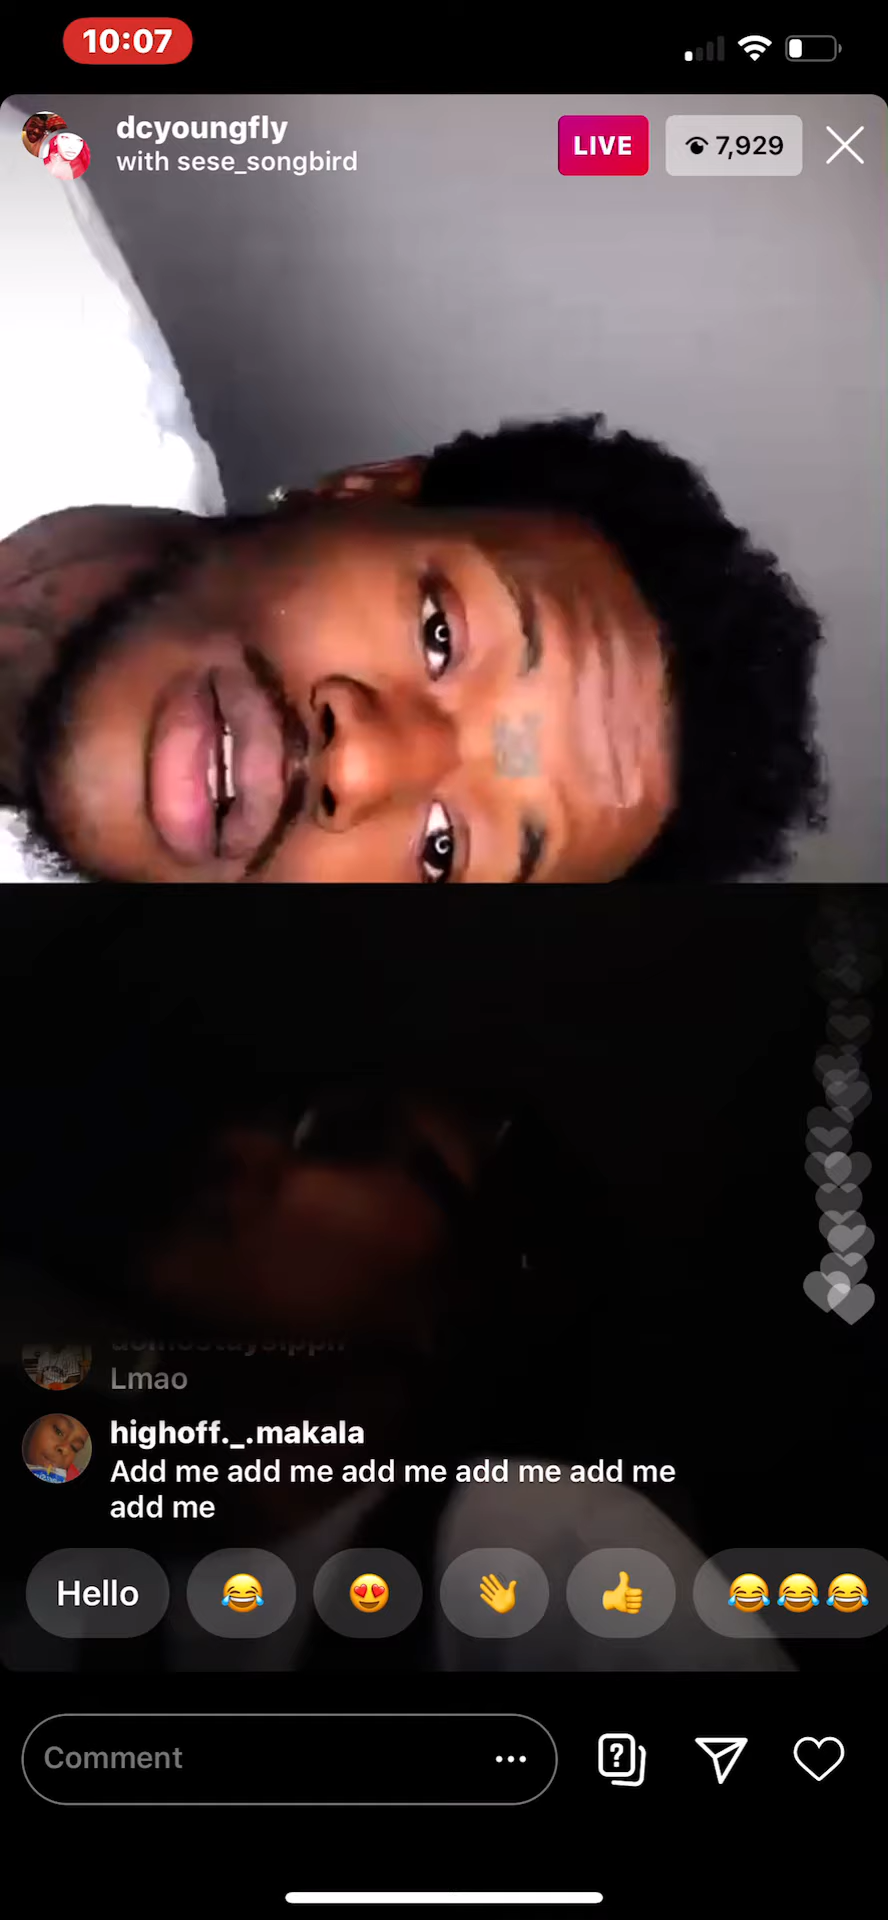 10:07
dcyoungfly
with sese_songbird
LIVE
7,929
Lmao
highoff._.makala
Add me add me add me add me add me
add me
Hello
Comment